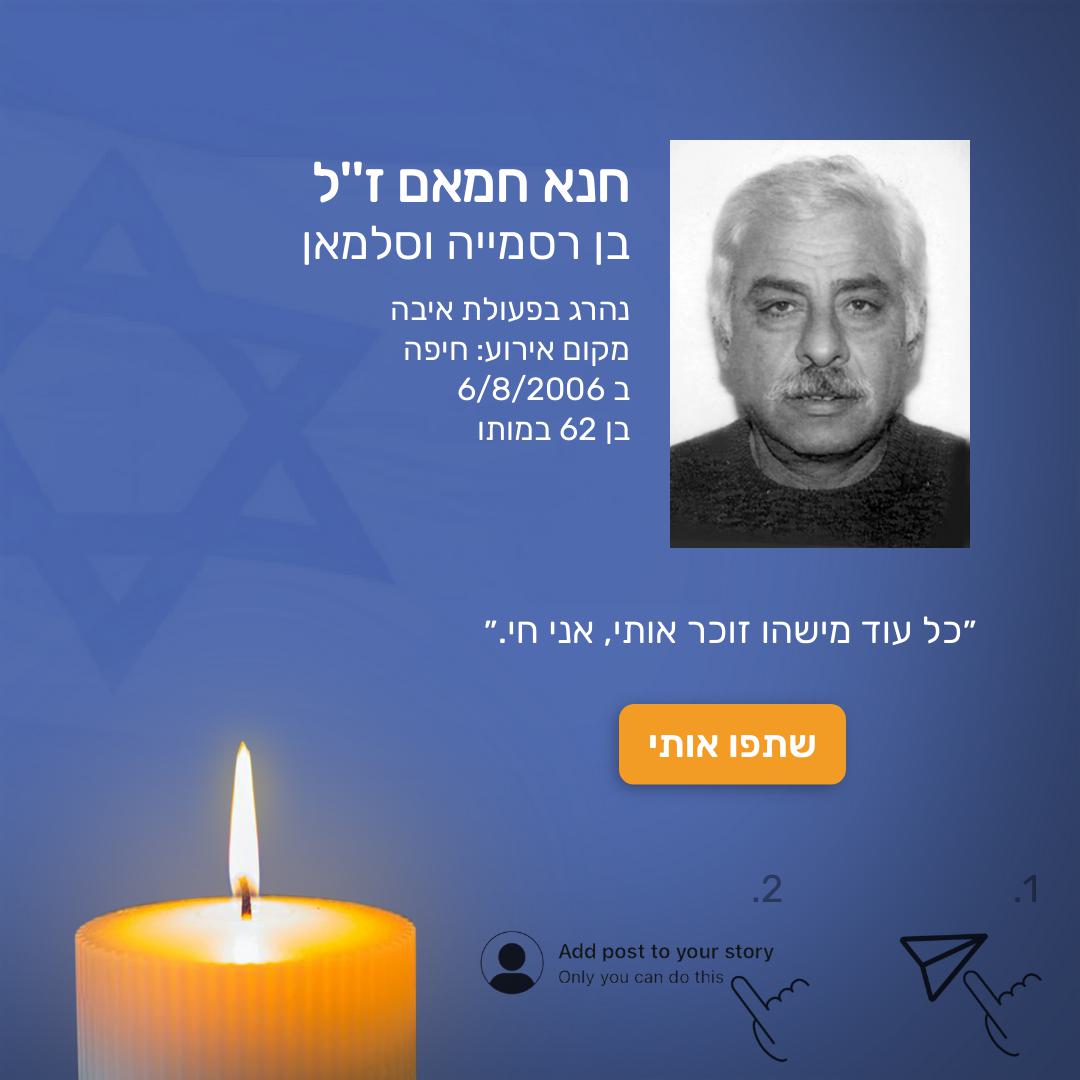 חנא חמאם ז"ל
בן רסמייה וסלמאן
נהרג בפעולת איבה
מקום אירוע: חיפה
ב 6/8/2006
בן 62 במותו
״כל עוד מישהו זוכר אותי, אני חי.״
שתפו אותי
1.
2.
Add post to your story
Only you can do this